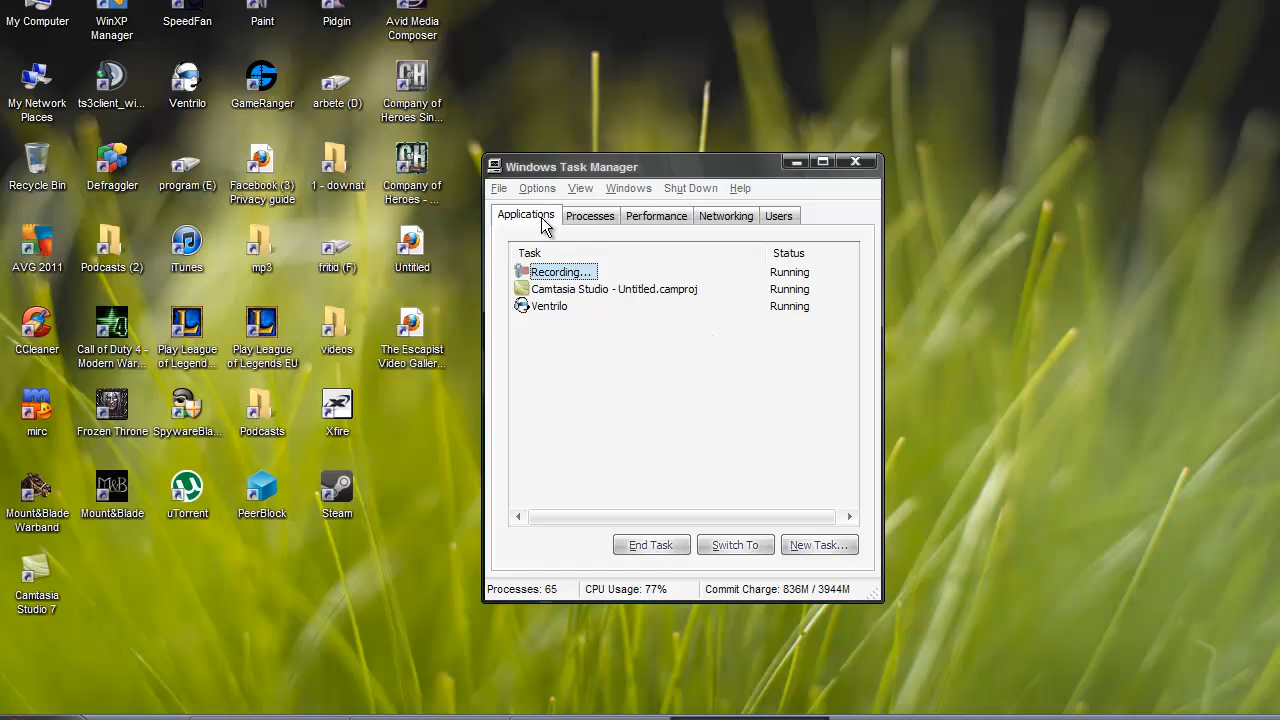 My Computer
WinXP
Manager
SpeedFan
Paint
Pidgin
Avid Media
Composer
My Network
Places
ts3client_wi...
Ventrilo
GameRanger
arbete (D)
Company of
Heroes Sin...
Recycle Bin
Defraggler
program (E)
Facebook (3)
Privacy guide
1 - downat
Company of
Heroes - ...
AVG 2011
Podcasts (2)
iTunes
mp3
fritid (F)
Untitled
CCleaner
Call of Duty 4 -
Modern War...
Play League
of Legend...
Play League
of Legends EU
videos
The Escapist
Video Galler...
mirc
Frozen Throne
SpywareBla...
Podcasts
Xfire
Mount&Blade
Warband
Mount&Blade
uTorrent
PeerBlock
Steam
Camtasia
Studio 7
Windows Task Manager
File Options View Windows Shut Down Help
Applications Processes Performance Networking Users
Task Status
Recording... Running
Camtasia Studio - Untitled.camproj Running
Ventrilo Running
End Task Switch To New Task...
Processes: 65 CPU Usage: 77% Commit Charge: 836M / 3944M